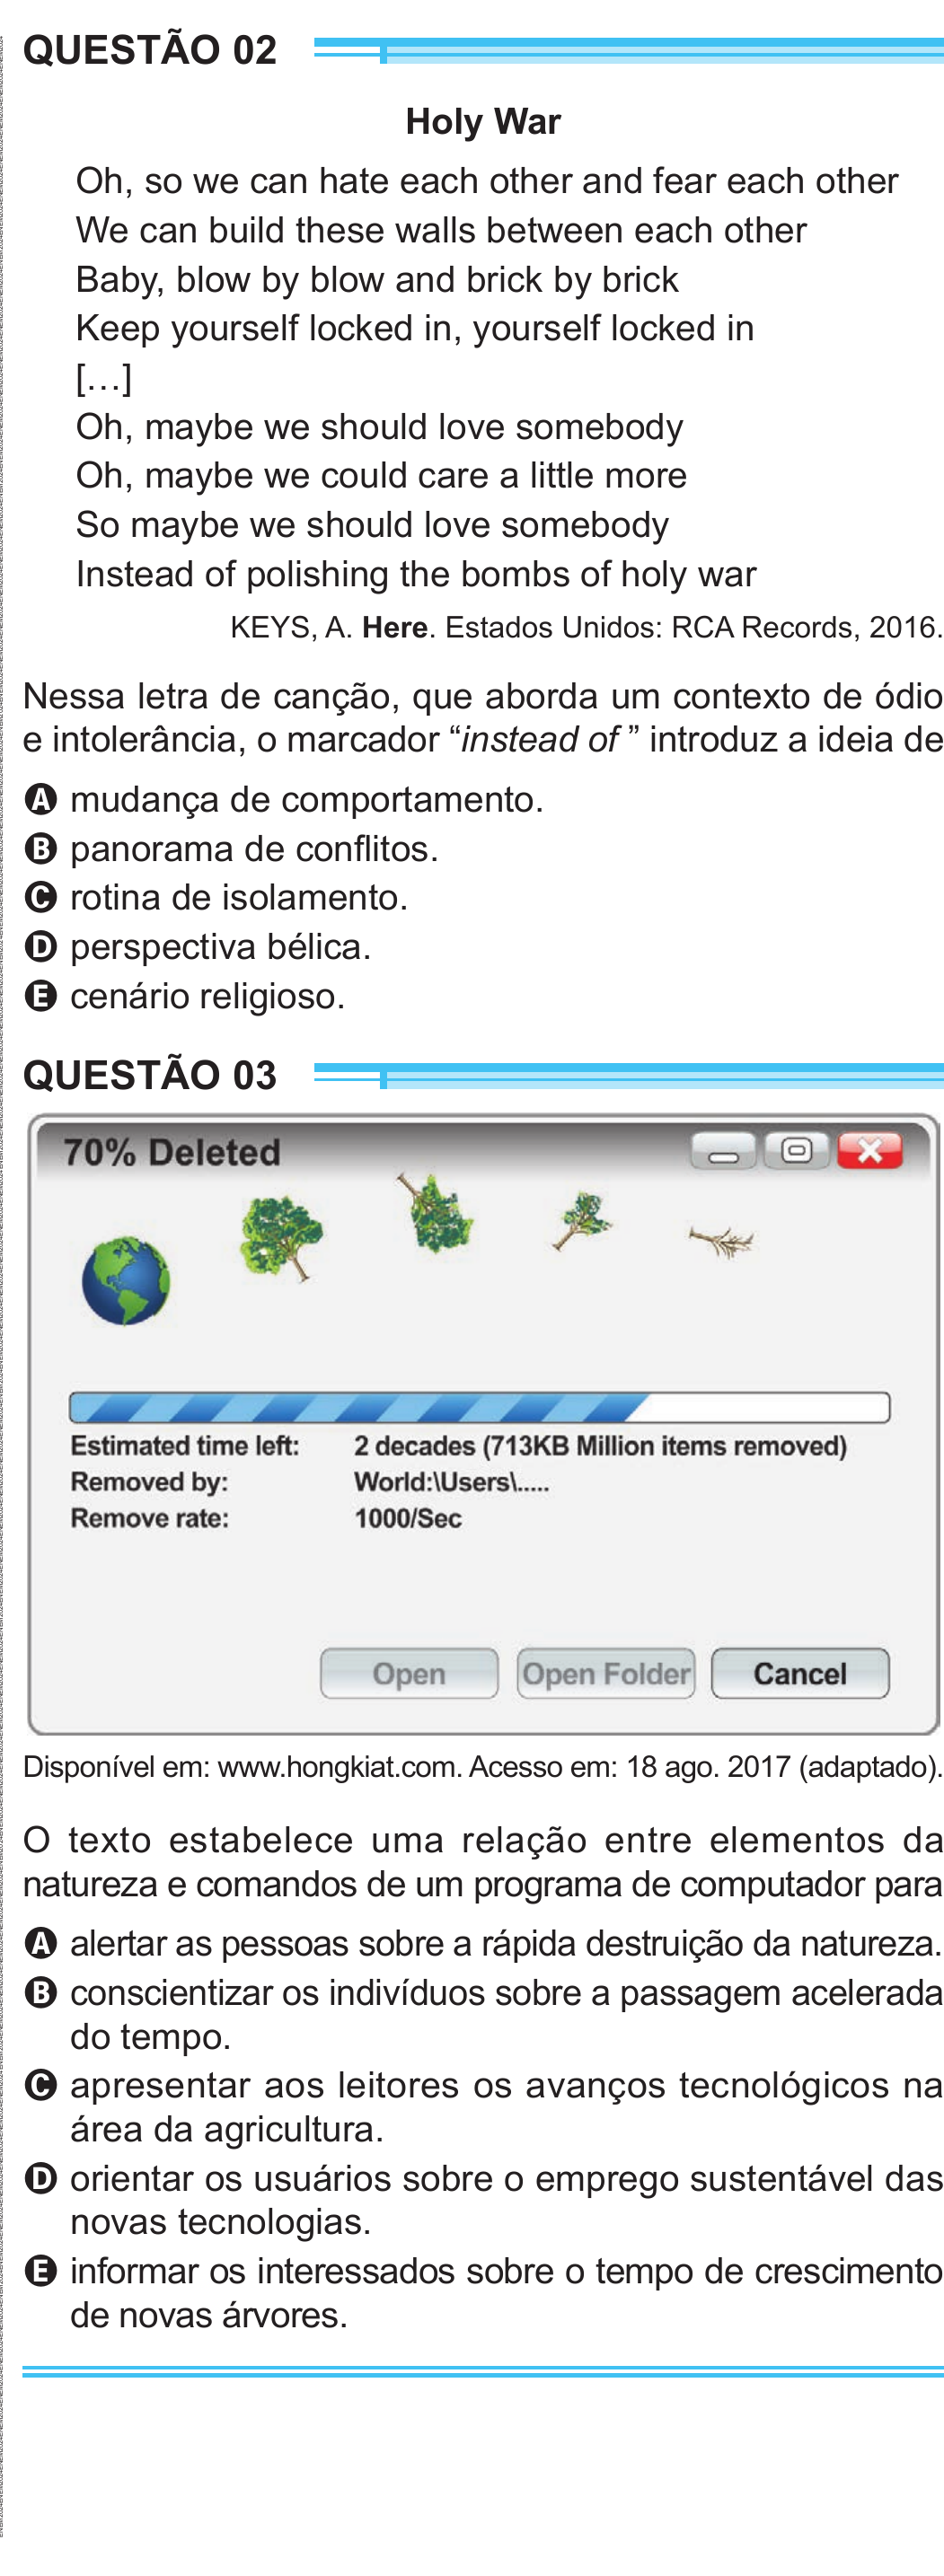 QUESTÃO 02
Holy War
Oh, so we can hate each other and fear each other
We can build these walls between each other
Baby, blow by blow and brick by brick
Keep yourself locked in, yourself locked in
[…]
Oh, maybe we should love somebody
Oh, maybe we could care a little more
So maybe we should love somebody
Instead of polishing the bombs of holy war
KEYS, A. Here. Estados Unidos: RCA Records, 2016.
Nessa letra de canção, que aborda um contexto de ódio
e intolerância, o marcador “instead of ” introduz a ideia de
A mudança de comportamento.
B panorama de conflitos.
C rotina de isolamento.
D perspectiva bélica.
E cenário religioso.
QUESTÃO 03
70% Deleted
Estimated time left: 2 decades (713KB Million items removed)
Removed by: World:\Users\.....
Remove rate: 1000/Sec
Open Open Folder Cancel
Disponível em: www.hongkiat.com. Acesso em: 18 ago. 2017 (adaptado).
O texto estabelece uma relação entre elementos da
natureza e comandos de um programa de computador para
A alertar as pessoas sobre a rápida destruição da natureza.
B conscientizar os indivíduos sobre a passagem acelerada
do tempo.
C apresentar aos leitores os avanços tecnológicos na
área da agricultura.
D orientar os usuários sobre o emprego sustentável das
novas tecnologias.
E informar os interessados sobre o tempo de crescimento
de novas árvores.